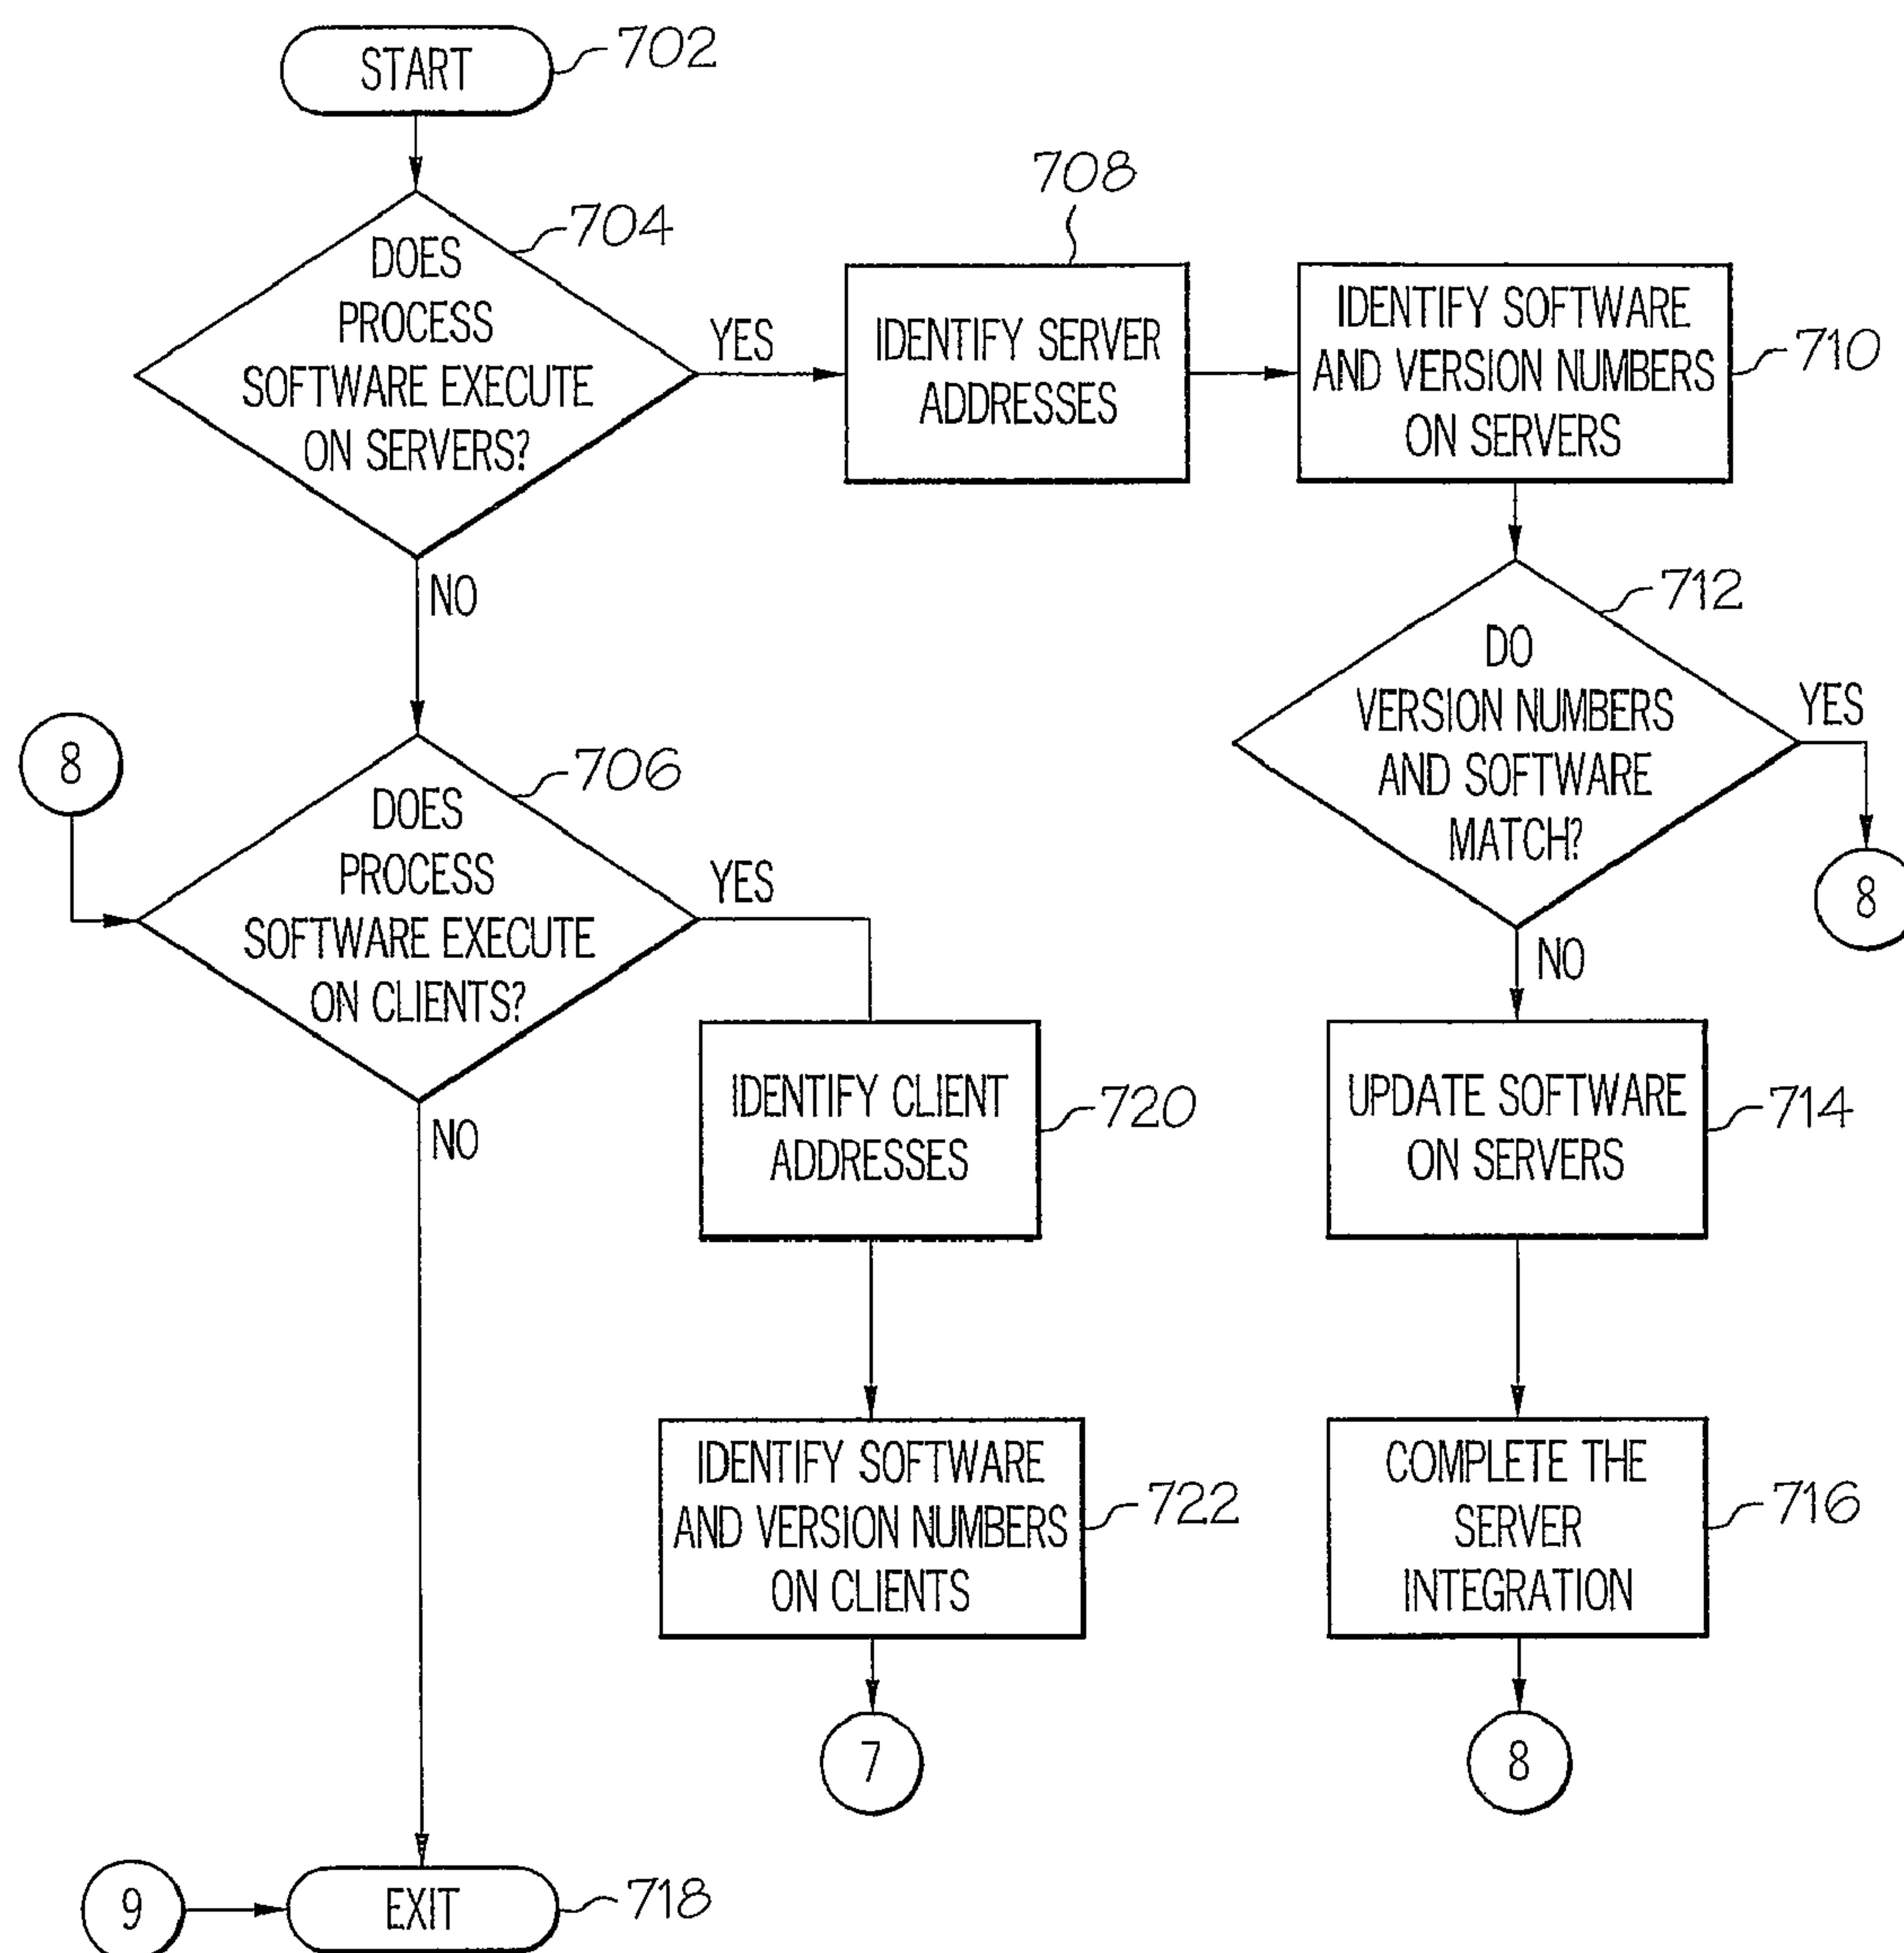 START
702
DOES
PROCESS
SOFTWARE EXECUTE
ON SERVERS?
704
YES
NO
708
IDENTIFY SERVER
ADDRESSES
IDENTIFY SOFTWARE
AND VERSION NUMBERS
ON SERVERS
710
DO
VERSION NUMBERS
AND SOFTWARE
MATCH?
712
YES
8
NO
8
DOES
PROCESS
SOFTWARE EXECUTE
ON CLIENTS?
706
YES
NO
IDENTIFY CLIENT
ADDRESSES
720
UPDATE SOFTWARE
ON SERVERS
714
IDENTIFY SOFTWARE
AND VERSION NUMBERS
ON CLIENTS
722
COMPLETE THE
SERVER
INTEGRATION
716
7
8
9
EXIT
718